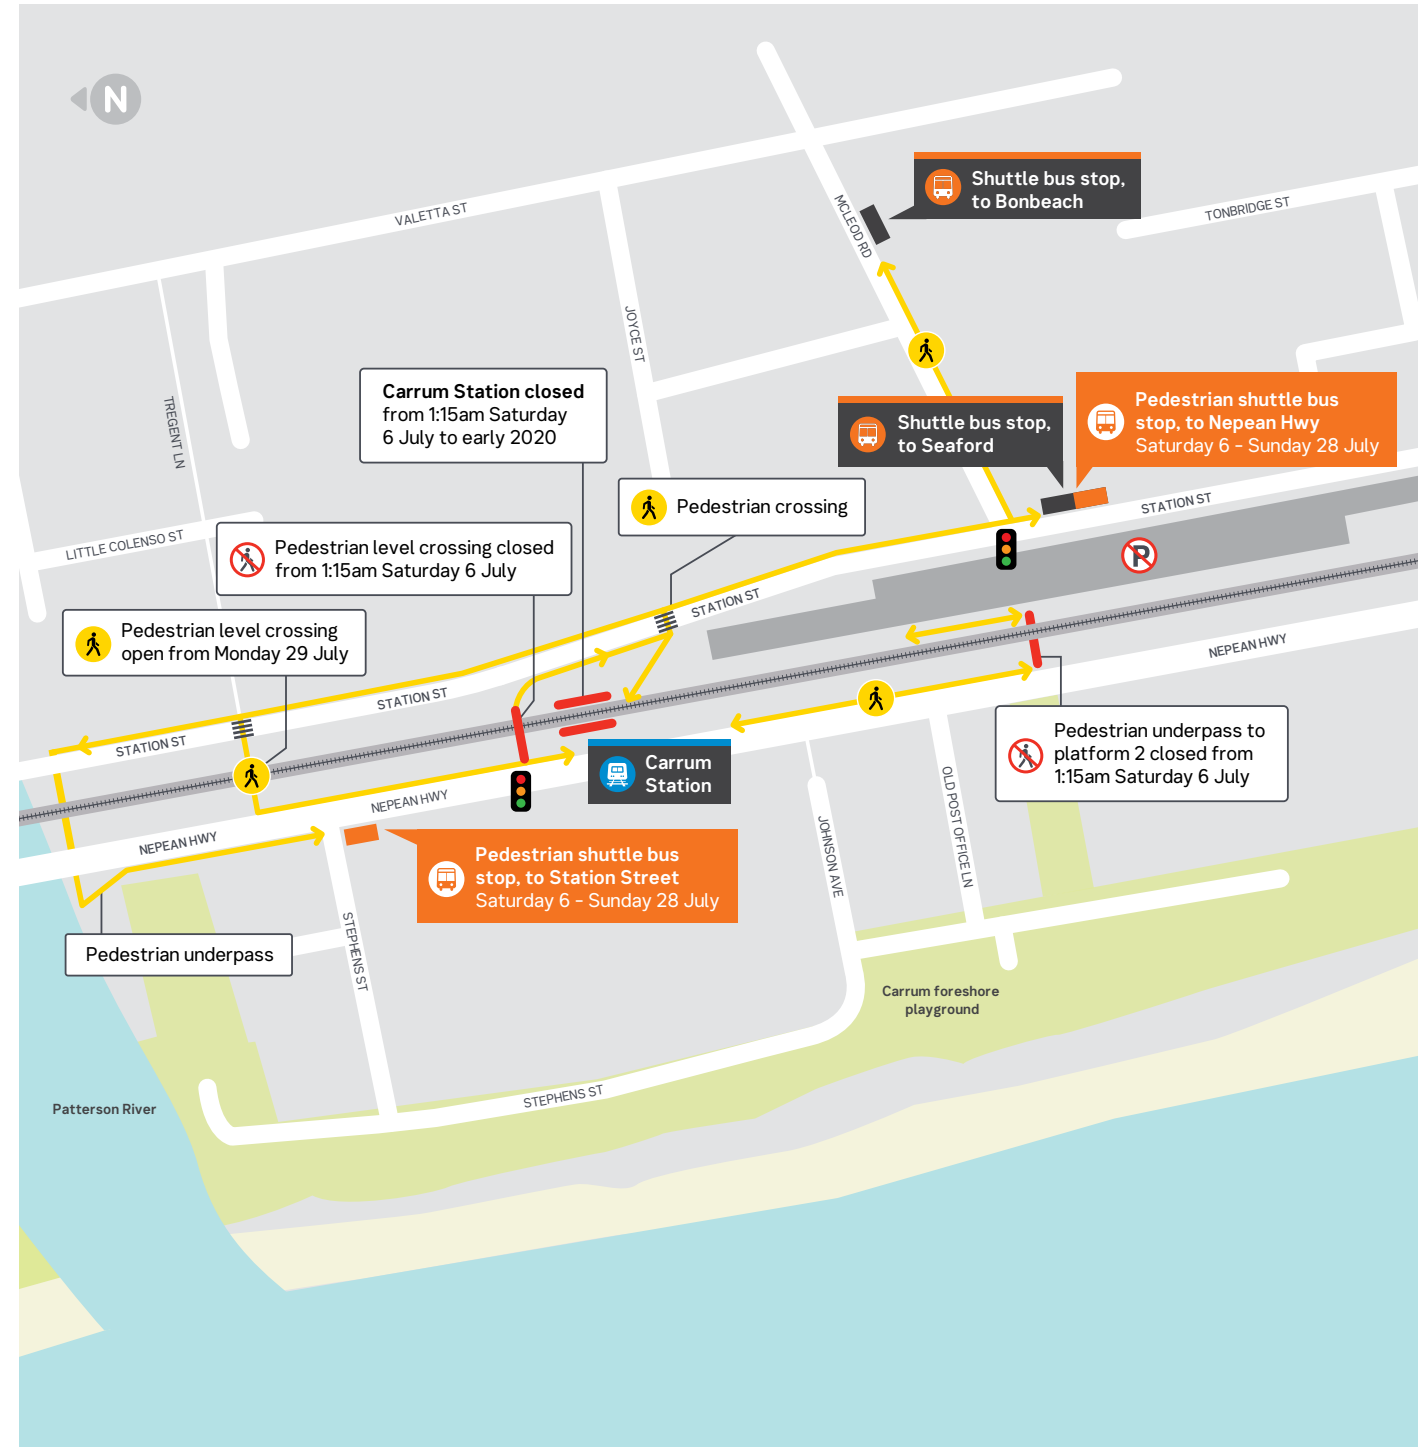 N
Shuttle bus stop,
to Bonbeach
VALETTA ST
MCLEOD RD
TONBRIDGE ST
JOYCE ST
TREGENT LN
Carrum Station closed
from 1:15am Saturday
6 July to early 2020
Shuttle bus stop,
to Seaford
Pedestrian shuttle bus
stop, to Nepean Hwy
Saturday 6 - Sunday 28 July
Pedestrian crossing
STATION ST
LITTLE COLENSO ST
Pedestrian level crossing closed
from 1:15am Saturday 6 July
P
STATION ST
Pedestrian level crossing
open from Monday 29 July
NEPEAN HWY
STATION ST
STATION ST
Pedestrian underpass to
platform 2 closed from
1:15am Saturday 6 July
Carrum
Station
NEPEAN HWY
NEPEAN HWY
OLD POST OFFICE LN
JOHNSON AVE
Pedestrian shuttle bus
stop, to Station Street
Saturday 6 - Sunday 28 July
STEPHENS ST
Pedestrian underpass
Carrum foreshore
playground
STEPHENS ST
Patterson River